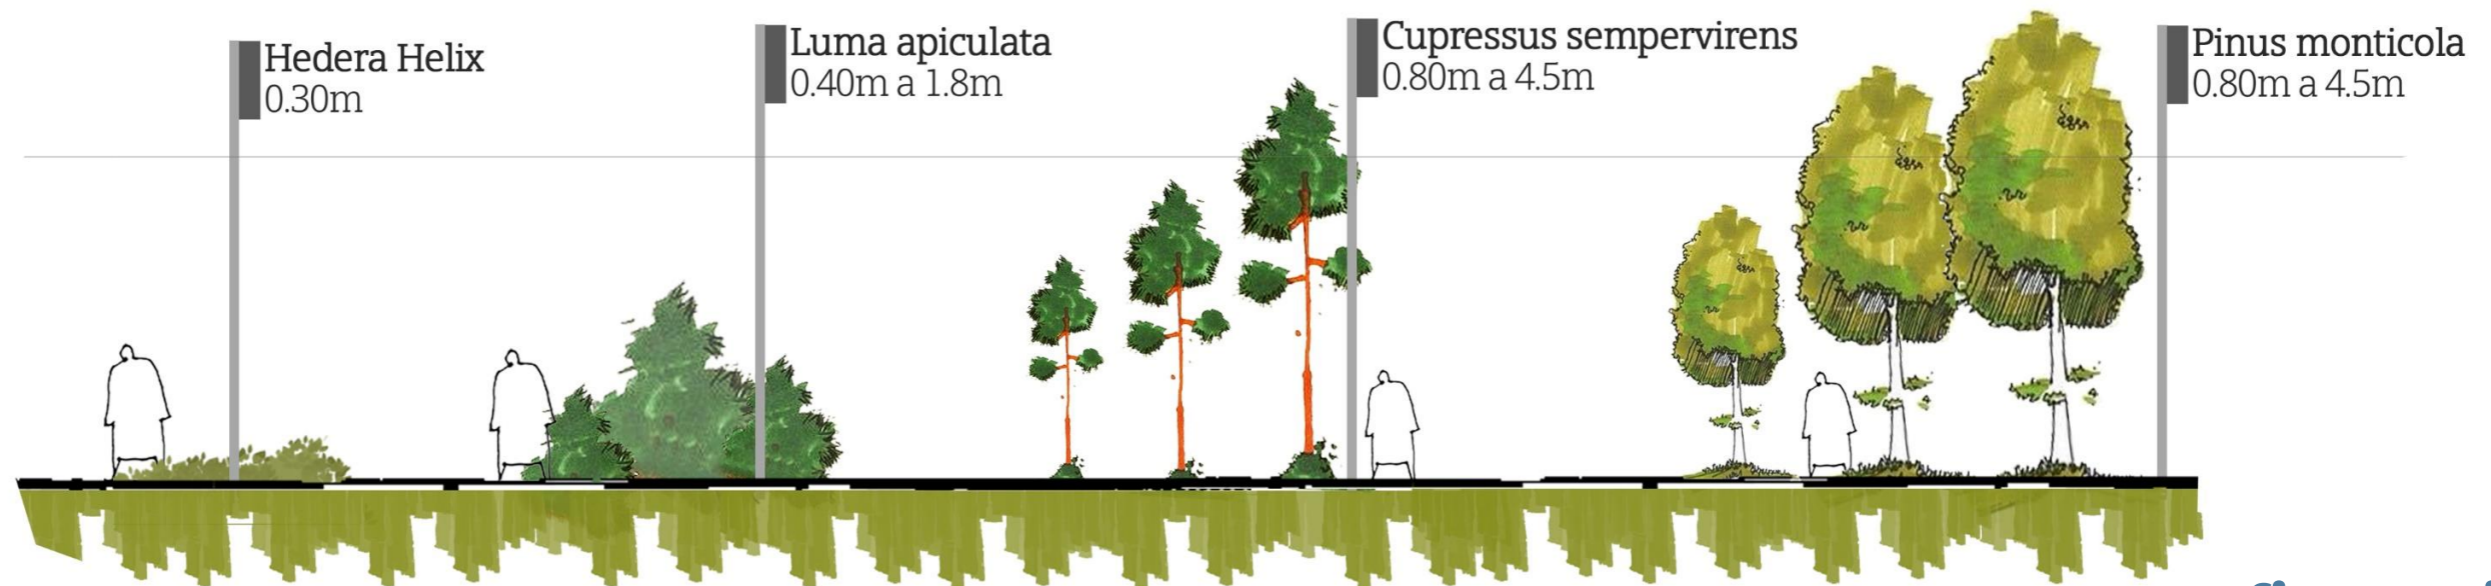 Hedera Helix
0.30m
Luma apiculata
0.40m a 1.8m
Cupressus sempervirens
0.80m a 4.5m
Pinus monticola
0.80m a 4.5m